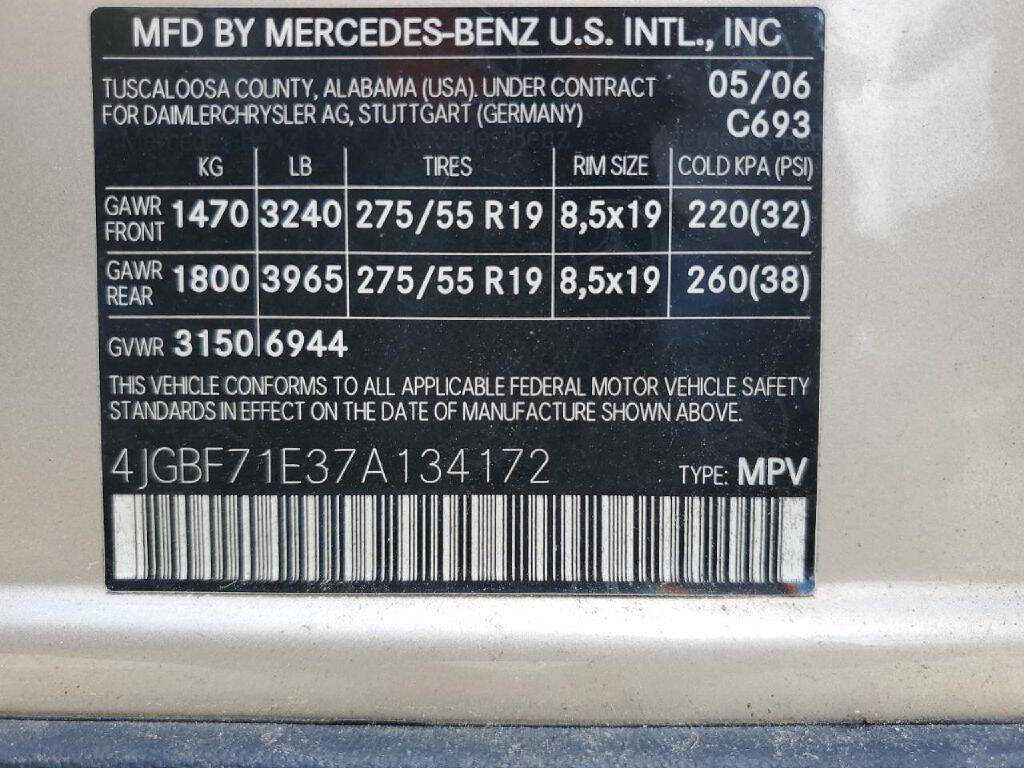 MFD BY MERCEDES-BENZ U.S. INTL., INC
TUSCALOOSA COUNTY, ALABAMA (USA). UNDER CONTRACT 05/06
FOR DAIMLERCHRYSLER AG, STUTTGART (GERMANY) C693
KG LB TIRES RIM SIZE COLD KPA (PSI)
GAWR FRONT 1470 3240 275/55 R19 8,5x19 220(32)
GAWR REAR 1800 3965 275/55 R19 8,5x19 260(38)
GVWR 3150 6944
THIS VEHICLE CONFORMS TO ALL APPLICABLE FEDERAL MOTOR VEHICLE SAFETY
STANDARDS IN EFFECT ON THE DATE OF MANUFACTURE SHOWN ABOVE.
4JGBF71E37A134172 TYPE: MPV